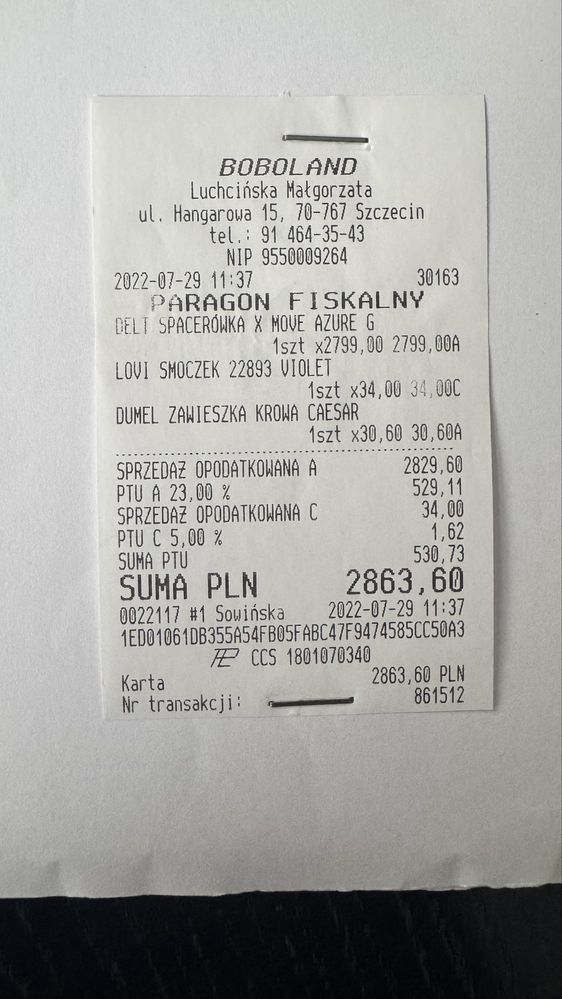 BOBOLAND
Luchcińska Małgorzata
ul. Hangarowa 15, 70-767 Szczecin
tel.: 91 464-35-43
NIP 9550009264
2022-07-29 11:37 30163
PARAGON FISKALNY
DELT SPACERÓWKA X MOVE AZURE G
1szt x2799,00 2799,00A
LOVI SMOCZEK 22893 VIOLET
1szt x34,00 34,00C
DUMEL ZAWIESZKA KROWA CAESAR
1szt x30,60 30,60A
SPRZEDAŻ OPODATKOWANA A 2829,60
PTU A 23,00 % 529,11
SPRZEDAŻ OPODATKOWANA C 34,00
PTU C 5,00 % 1,62
SUMA PTU 530,73
SUMA PLN 2863,60
0022117 #1 Sowińska 2022-07-29 11:37
1ED01061DB355A54FB05FABC47F9474585CC50A3
CCS 1801070340
Karta 2863,60 PLN
Nr transakcji: 861512